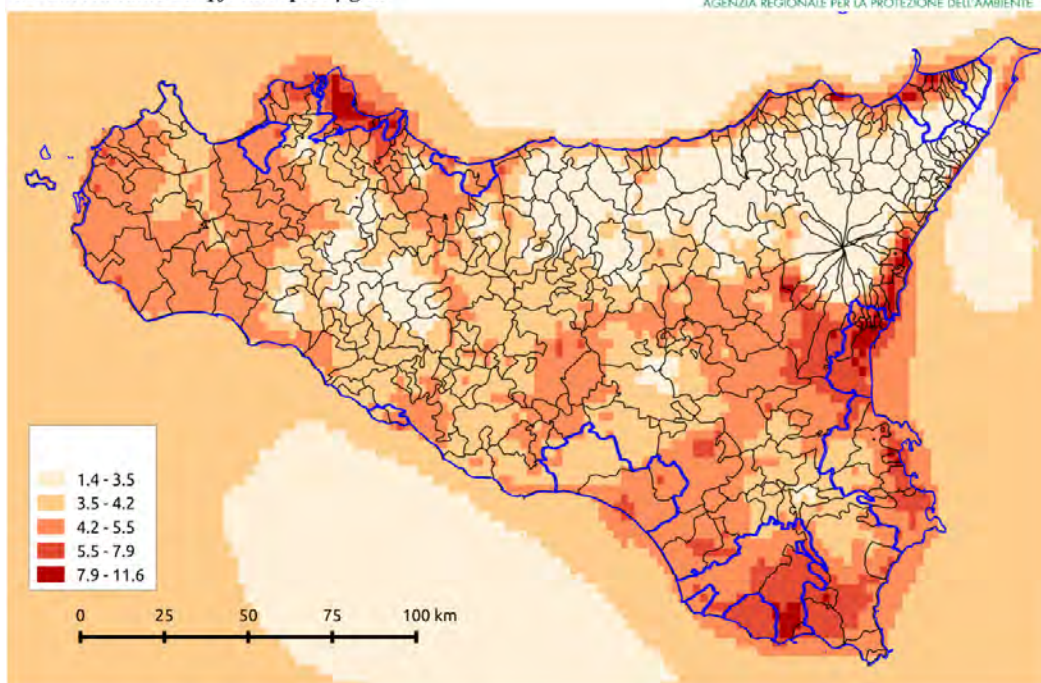 AGENZIA REGIONALE PER LA PROTEZIONE DELL'AMBIENTE
1.4 - 3.5
3.5 - 4.2
4.2 - 5.5
5.5 - 7.9
7.9 - 11.6
0 25 50 75 100 km